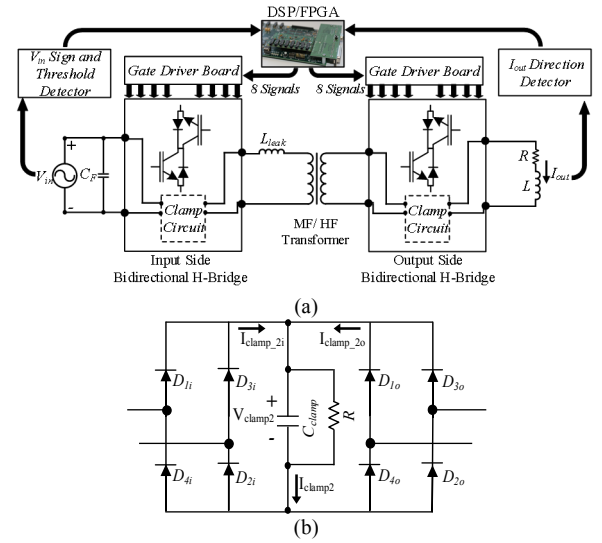 DSP/FPGA
V_in Sign and
Threshold
Detector
Gate Driver Board
8 Signals
8 Signals
Gate Driver Board
I_out Direction
Detector
V_in
+
-
C_F
Clamp
Circuit
L_leak
MF/ HF
Transformer
Clamp
Circuit
R
L
I_out
Input Side
Bidirectional H-Bridge
Output Side
Bidirectional H-Bridge
(a)
I_clamp_2i
I_clamp_2o
D_1i
D_3i
+
V_clamp2
-
C_clamp
R
D_1o
D_3o
D_4i
D_2i
I_clamp2
D_4o
D_2o
(b)